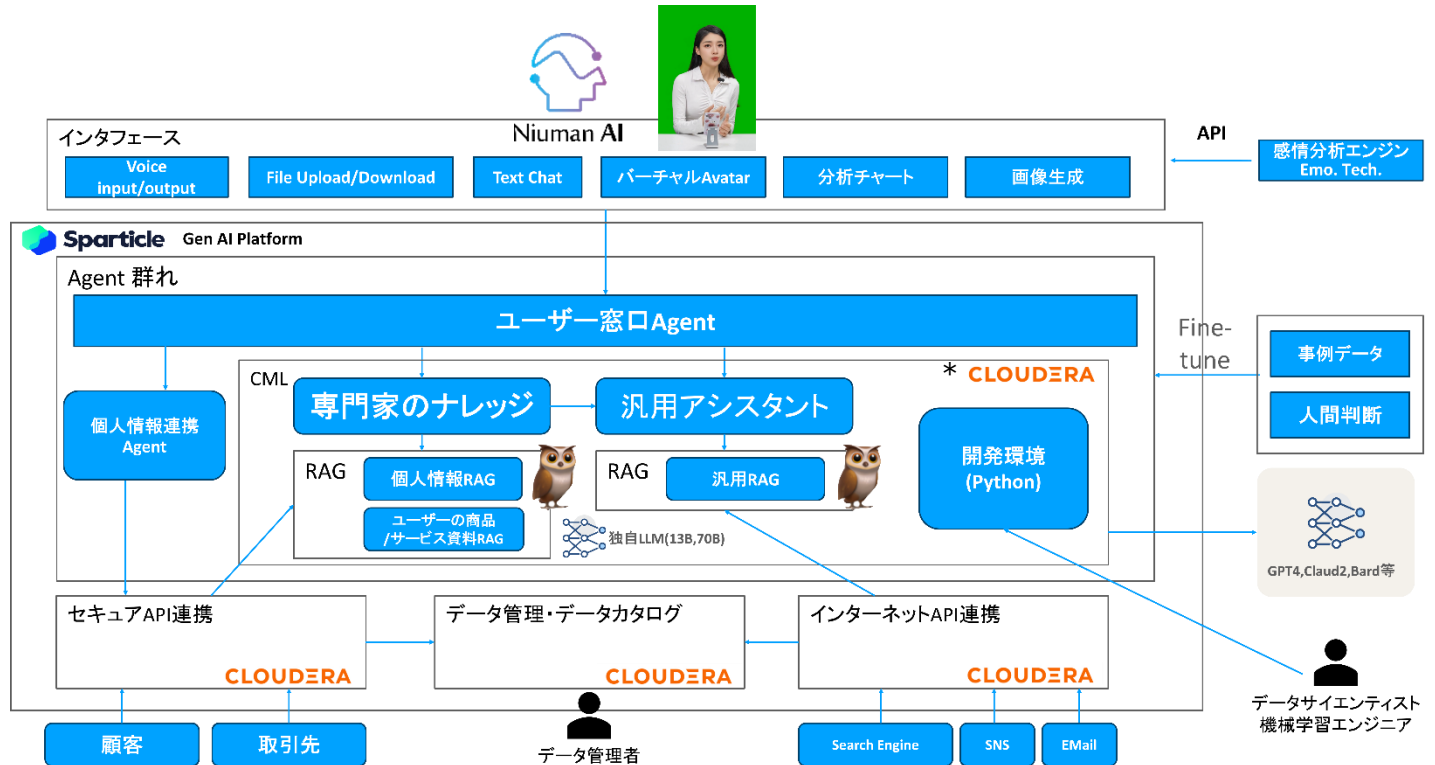 Niuman AI
インタフェース
Voice
input/output
File Upload/Download
Text Chat
バーチャルAvatar
分析チャート
画像生成
API
感情分析エンジン
Emo. Tech.
Sparticle
Gen AI Platform
Agent 群れ
ユーザー窓口Agent
Fine-
tune
事例データ
人間判断
個人情報連携
Agent
CML
* CLOUDERA
専門家のナレッジ
汎用アシスタント
開発環境
(Python)
RAG
個人情報RAG
ユーザーの商品
/サービス資料RAG
RAG
汎用RAG
独自LLM(13B,70B)
GPT4,Claud2,Bard等
セキュアAPI連携
CLOUDERA
データ管理・データカタログ
CLOUDERA
インターネットAPI連携
CLOUDERA
データサイエンティスト
機械学習エンジニア
顧客
取引先
データ管理者
Search Engine
SNS
EMail